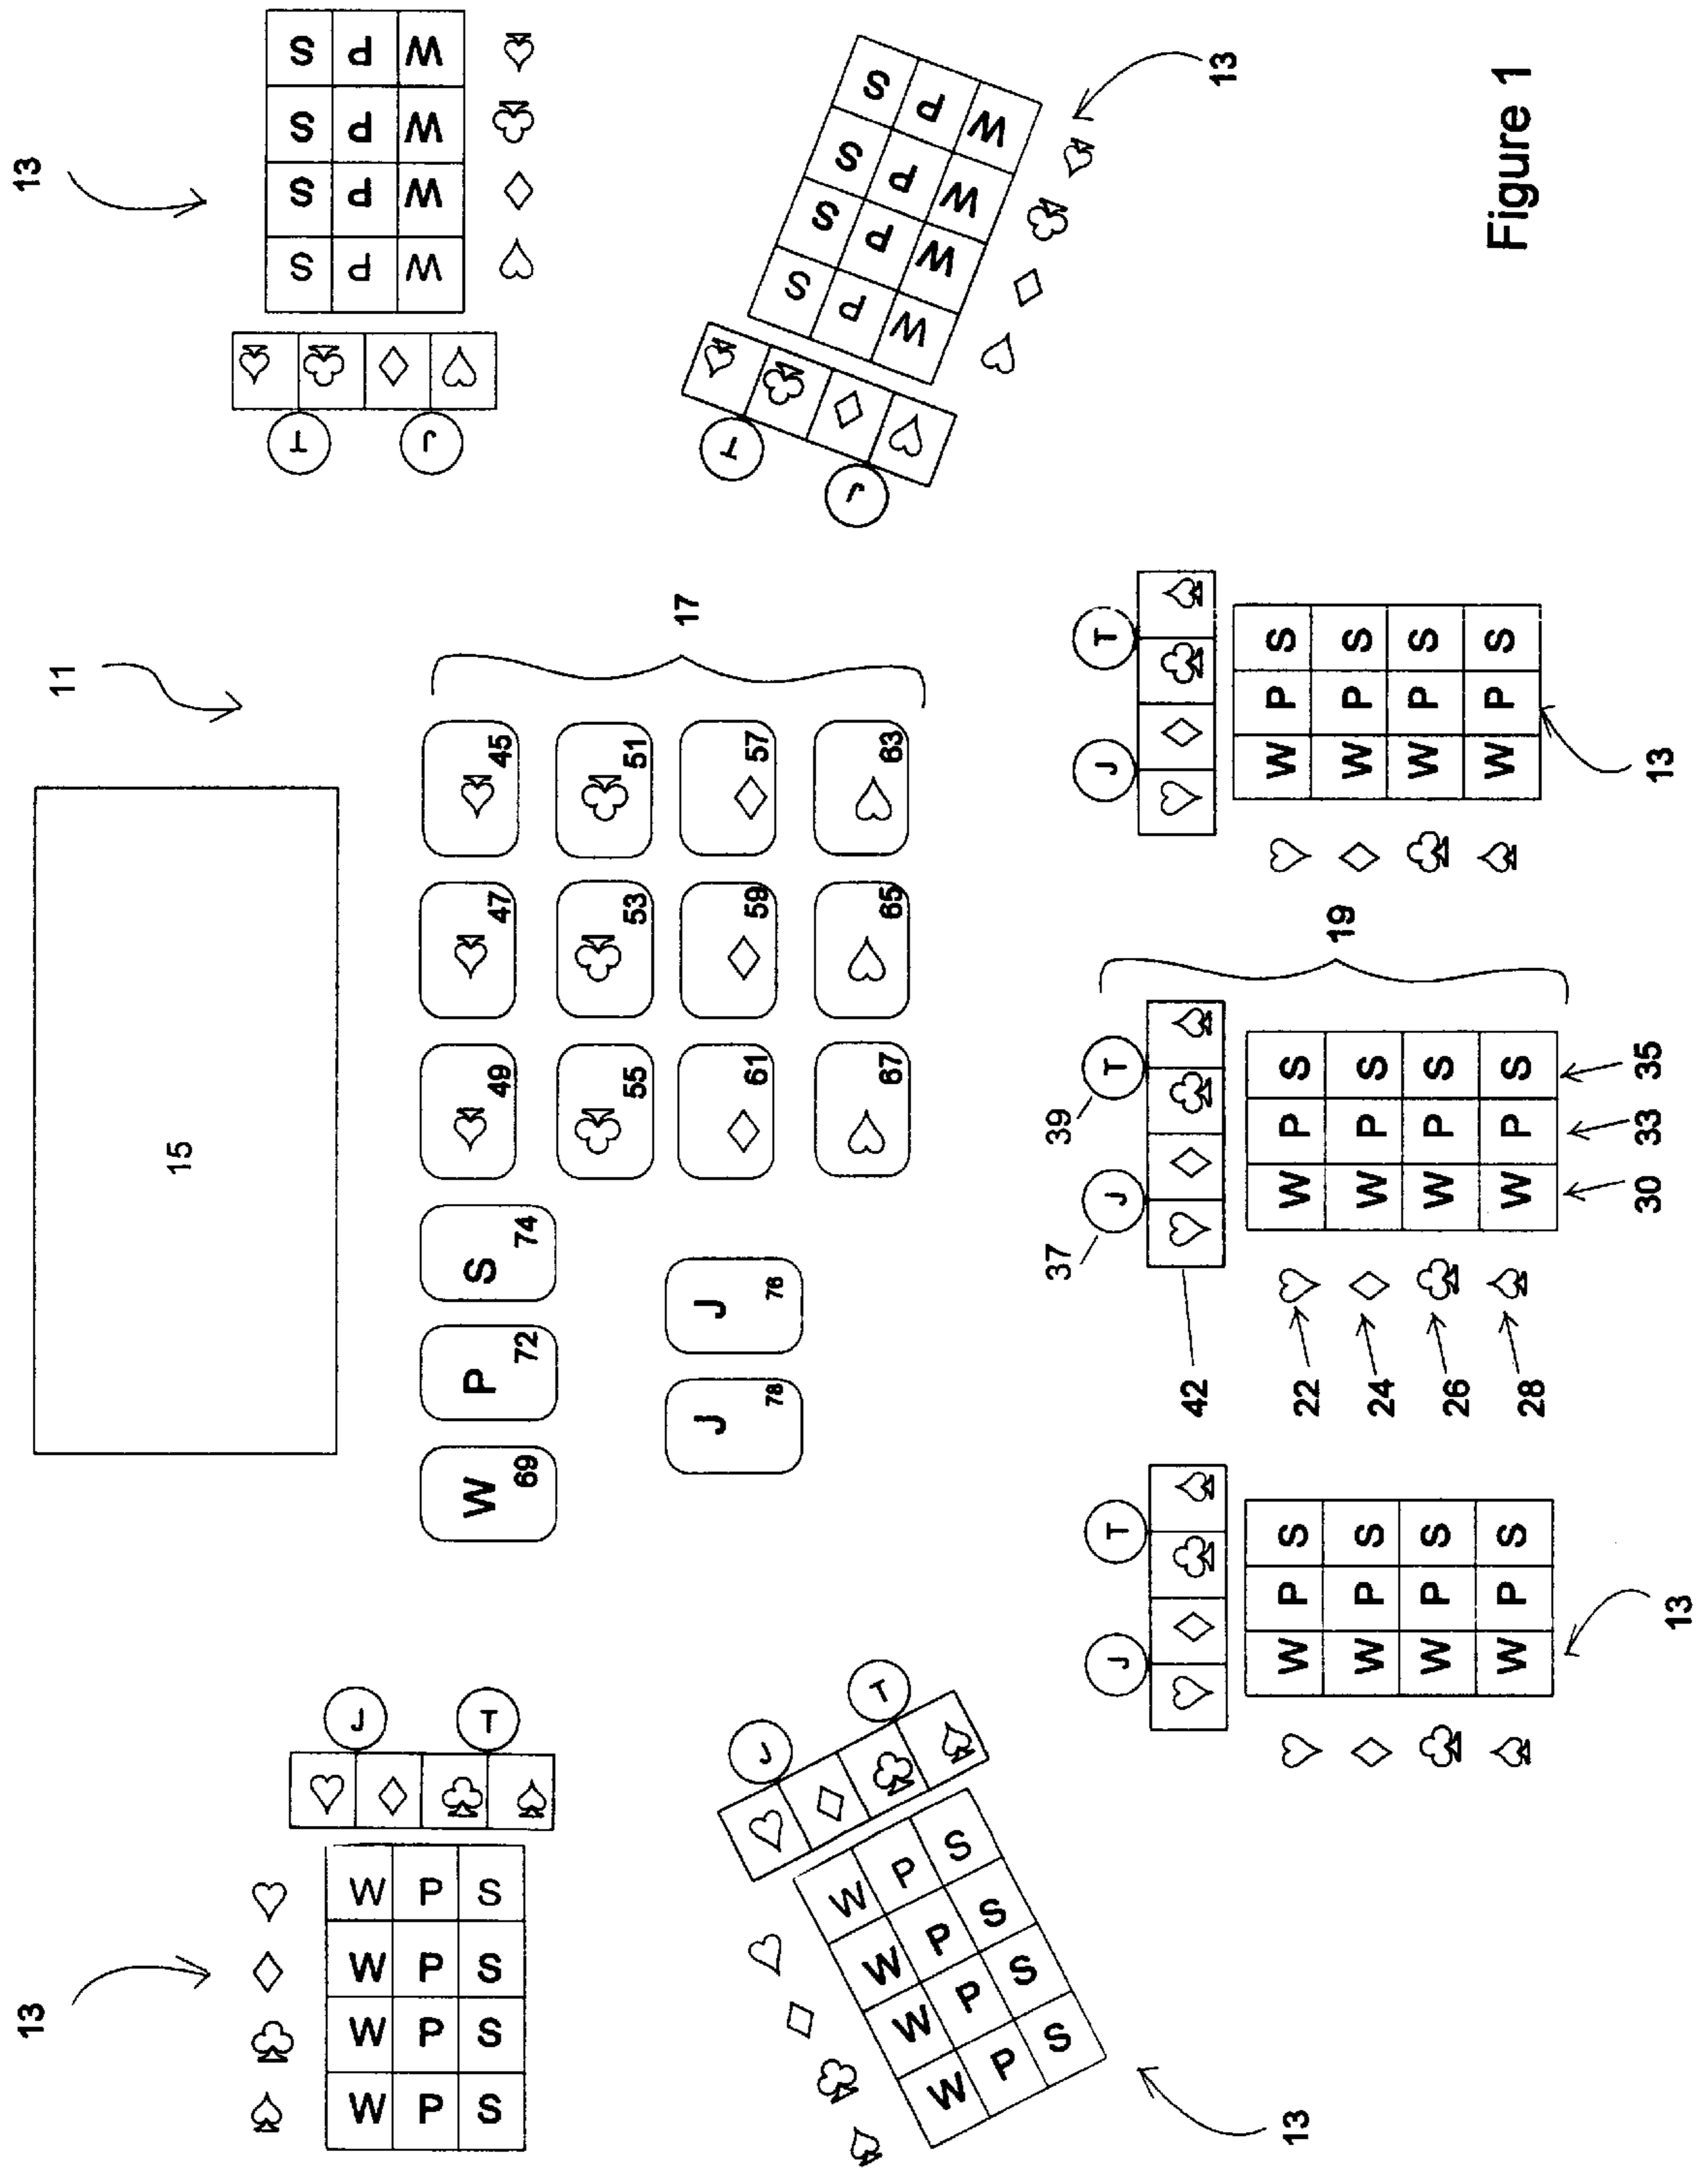 13
W P S
W P S
W P S
W P S
J T
11
15
W 69 P 72 S 74
49 47 45
55 53 51
J 78 J 76
61 59 57
67 65 63
17
13
T J
S P W
S P W
S P W
S P W
J T
W P S
W P S
W P S
W P S
13
T J
S P W
S P W
S P W
S P W
13
J T
W P S
W P S
W P S
W P S
13
37 39
J T
19
42
22 W P S
24 W P S
26 W P S
28 W P S
30 33 35
J T
W P S
W P S
W P S
W P S
13
Figure 1